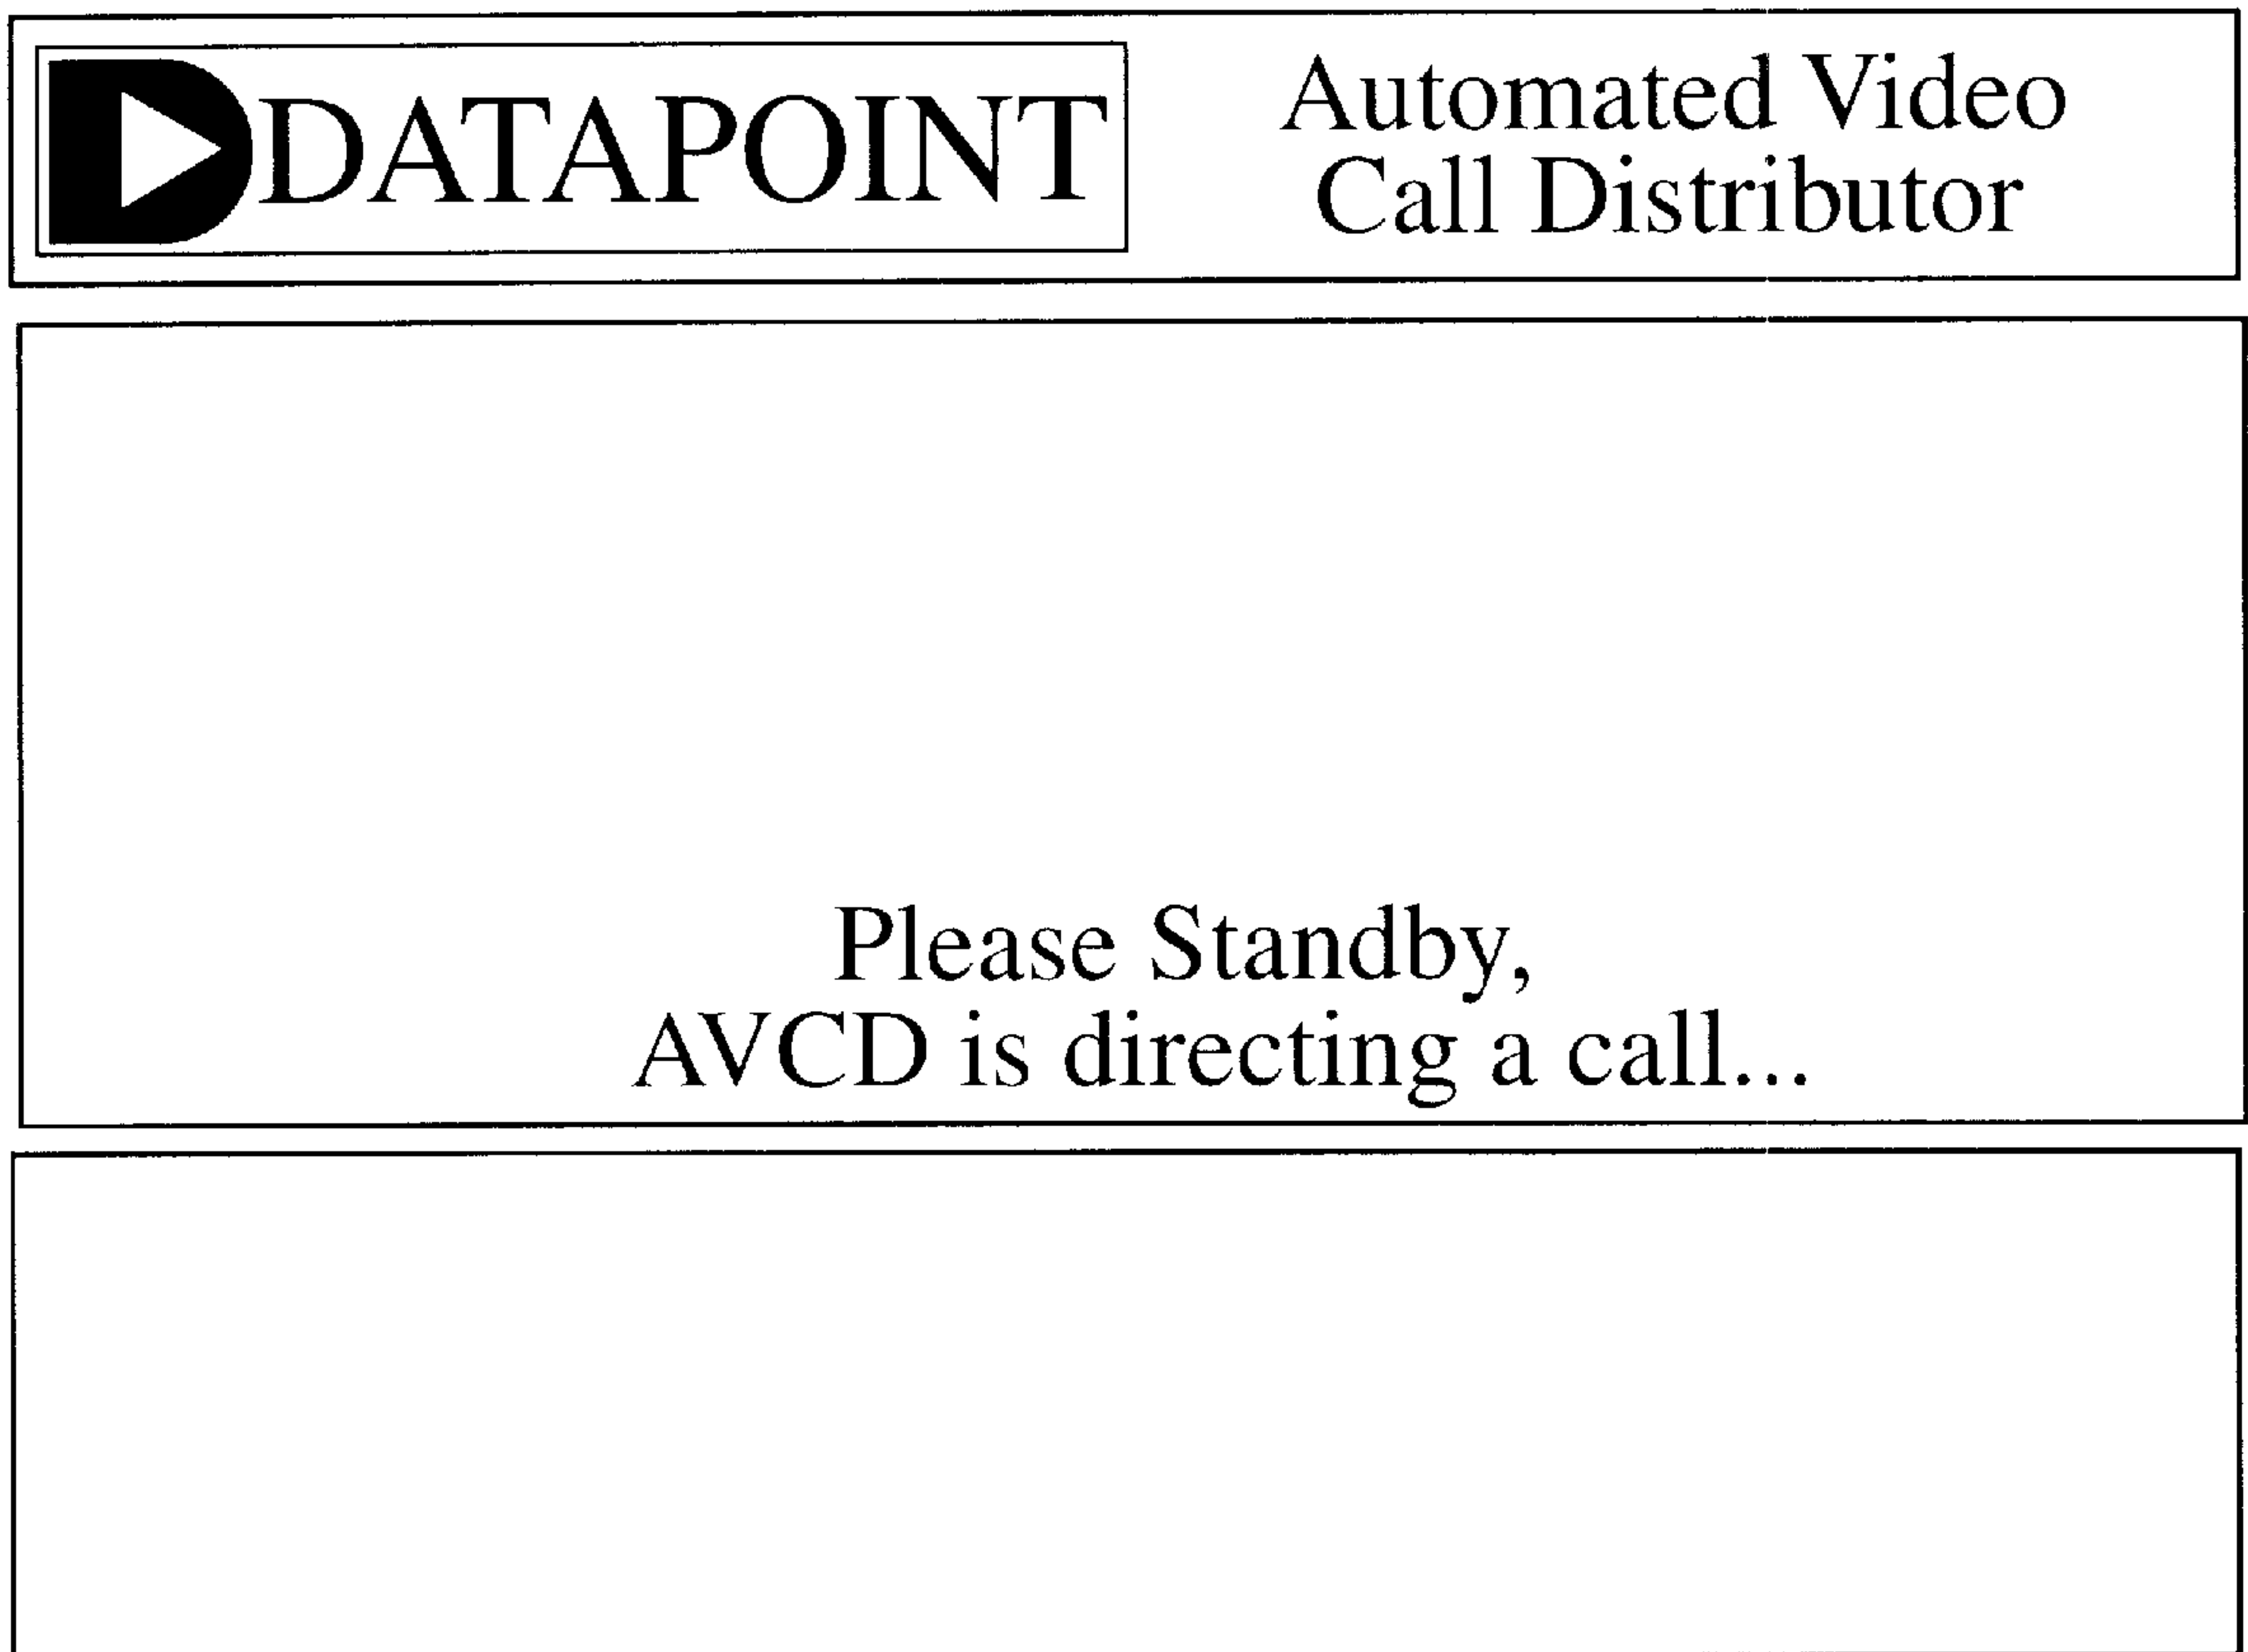 DATAPOINT
Automated Video
Call Distributor
Please Standby,
AVCD is directing a call...